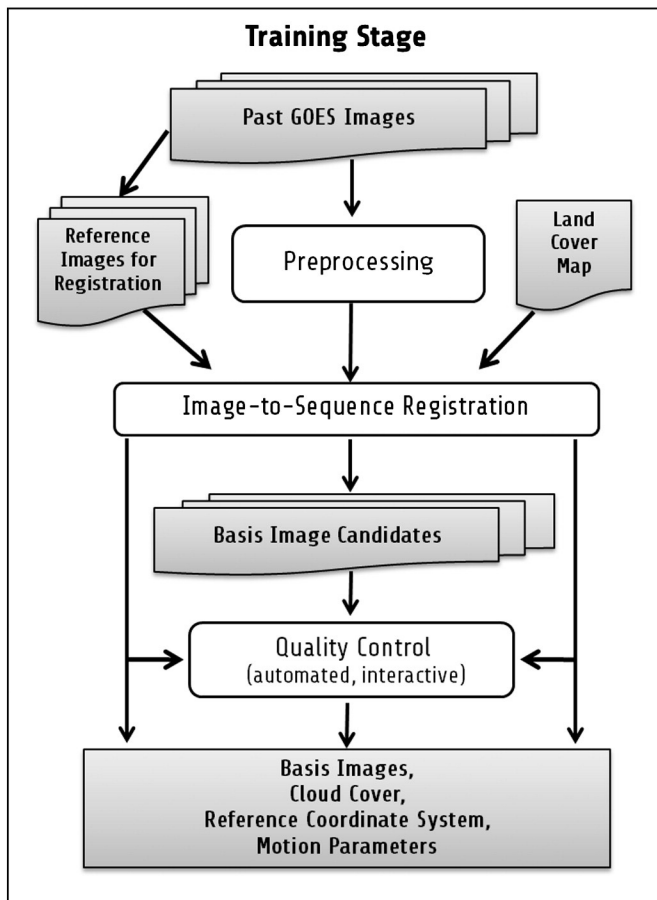 Training Stage
Past GOES Images
Reference
Images for
Registration
Preprocessing
Land
Cover
Map
Image-to-Sequence Registration
Basis Image Candidates
Quality Control
(automated, interactive)
Basis Images,
Cloud Cover,
Reference Coordinate System,
Motion Parameters